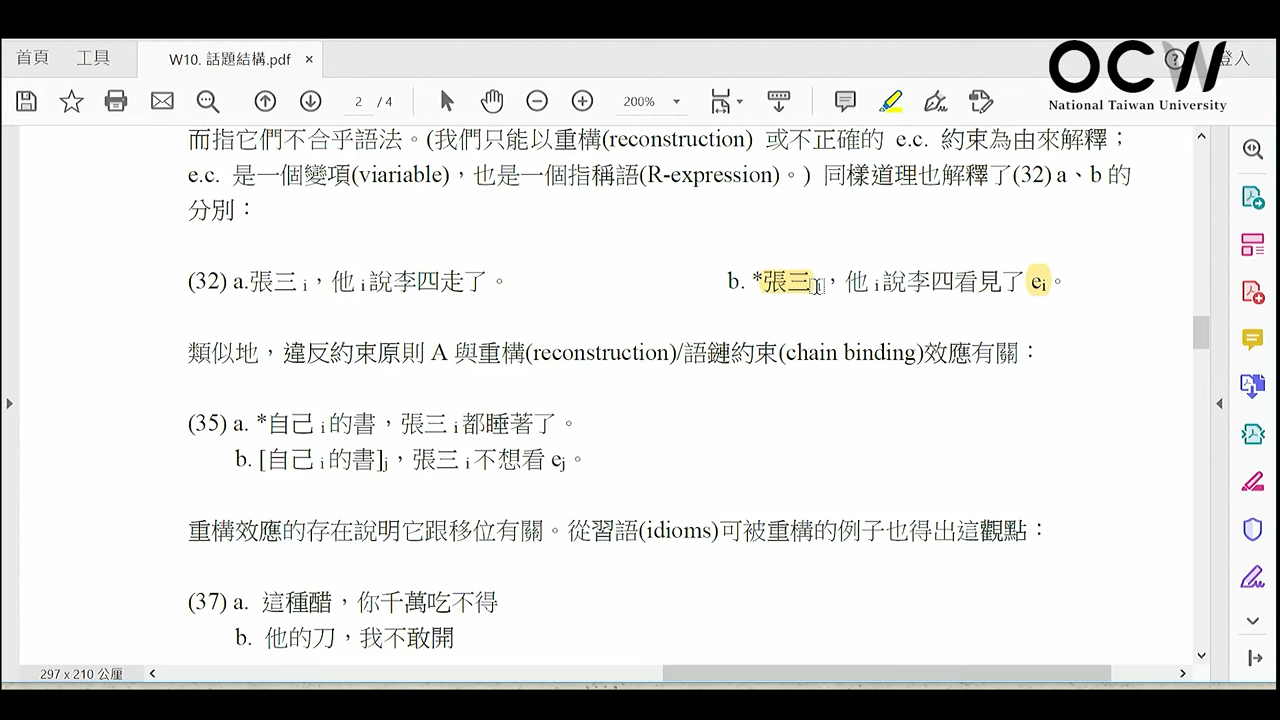 首頁 工具 W10. 話題結構.pdf × OCW 登入
National Taiwan University
2 / 4 200%
而指它們不合乎語法。(我們只能以重構(reconstruction) 或不正確的 e.c. 約束為由來解釋；
e.c. 是一個變項(viariable)，也是一個指稱語(R-expression)。) 同樣道理也解釋了(32) a、b 的
分別：
(32) a.張三 i，他 i 說李四走了。 b. *張三 i，他 i 說李四看見了 ei。
類似地，違反約束原則 A 與重構(reconstruction)/語鏈約束(chain binding)效應有關：
(35) a. *自己 i 的書，張三 i 都睡著了。
b. [自己 i 的書]j，張三 i 不想看 ej。
重構效應的存在說明它跟移位有關。從習語(idioms)可被重構的例子也得出這觀點：
(37) a. 這種醋，你千萬吃不得
b. 他的刀，我不敢開
297 x 210 公厘